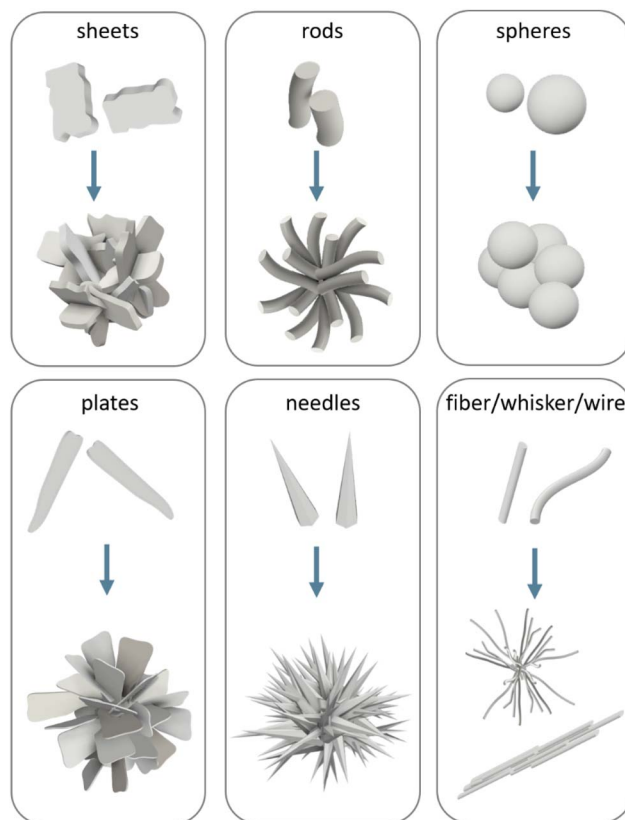 sheets
rods
spheres
plates
needles
fiber/whisker/wire